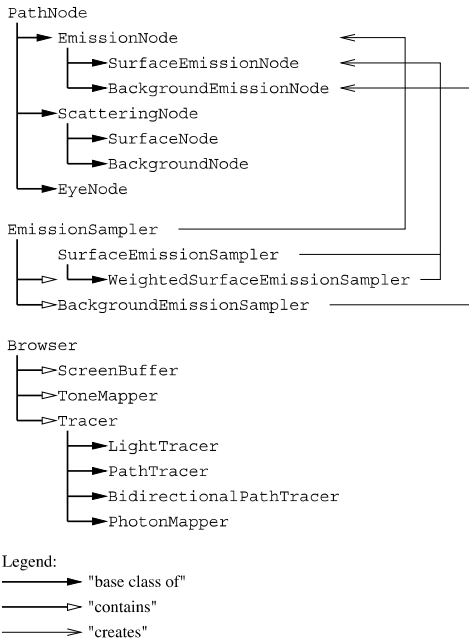 PathNode
EmissionNode
SurfaceEmissionNode
BackgroundEmissionNode
ScatteringNode
SurfaceNode
BackgroundNode
EyeNode
EmissionSampler
SurfaceEmissionSampler
WeightedSurfaceEmissionSampler
BackgroundEmissionSampler
Browser
ScreenBuffer
ToneMapper
Tracer
LightTracer
PathTracer
BidirectionalPathTracer
PhotonMapper
Legend:
"base class of"
"contains"
"creates"